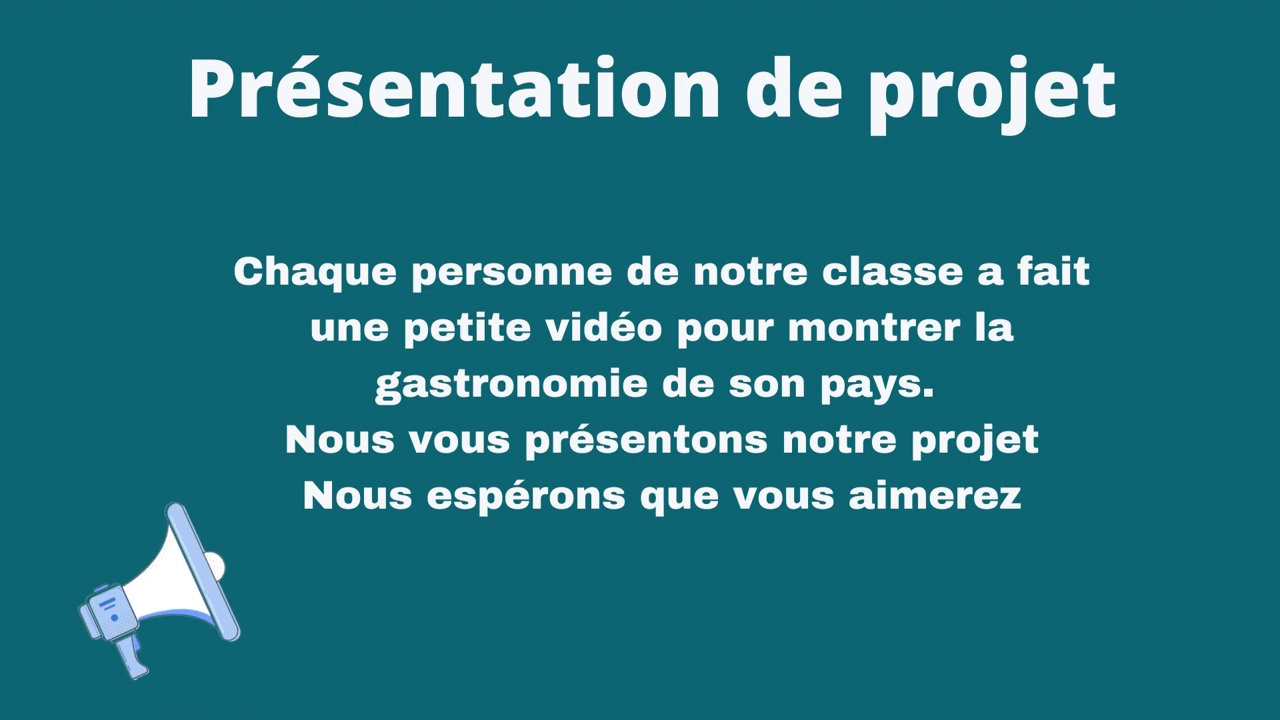 Présentation de projet
Chaque personne de notre classe a fait
une petite vidéo pour montrer la
gastronomie de son pays.
Nous vous présentons notre projet
Nous espérons que vous aimerez